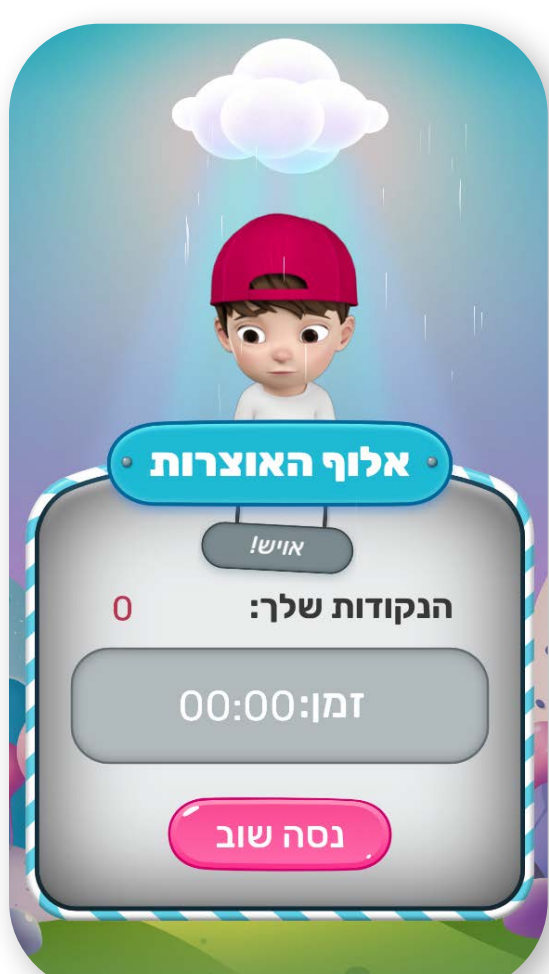 אלוף האוצרות
אויש!
הנקודות שלך: 0
זמן:00:00
נסה שוב